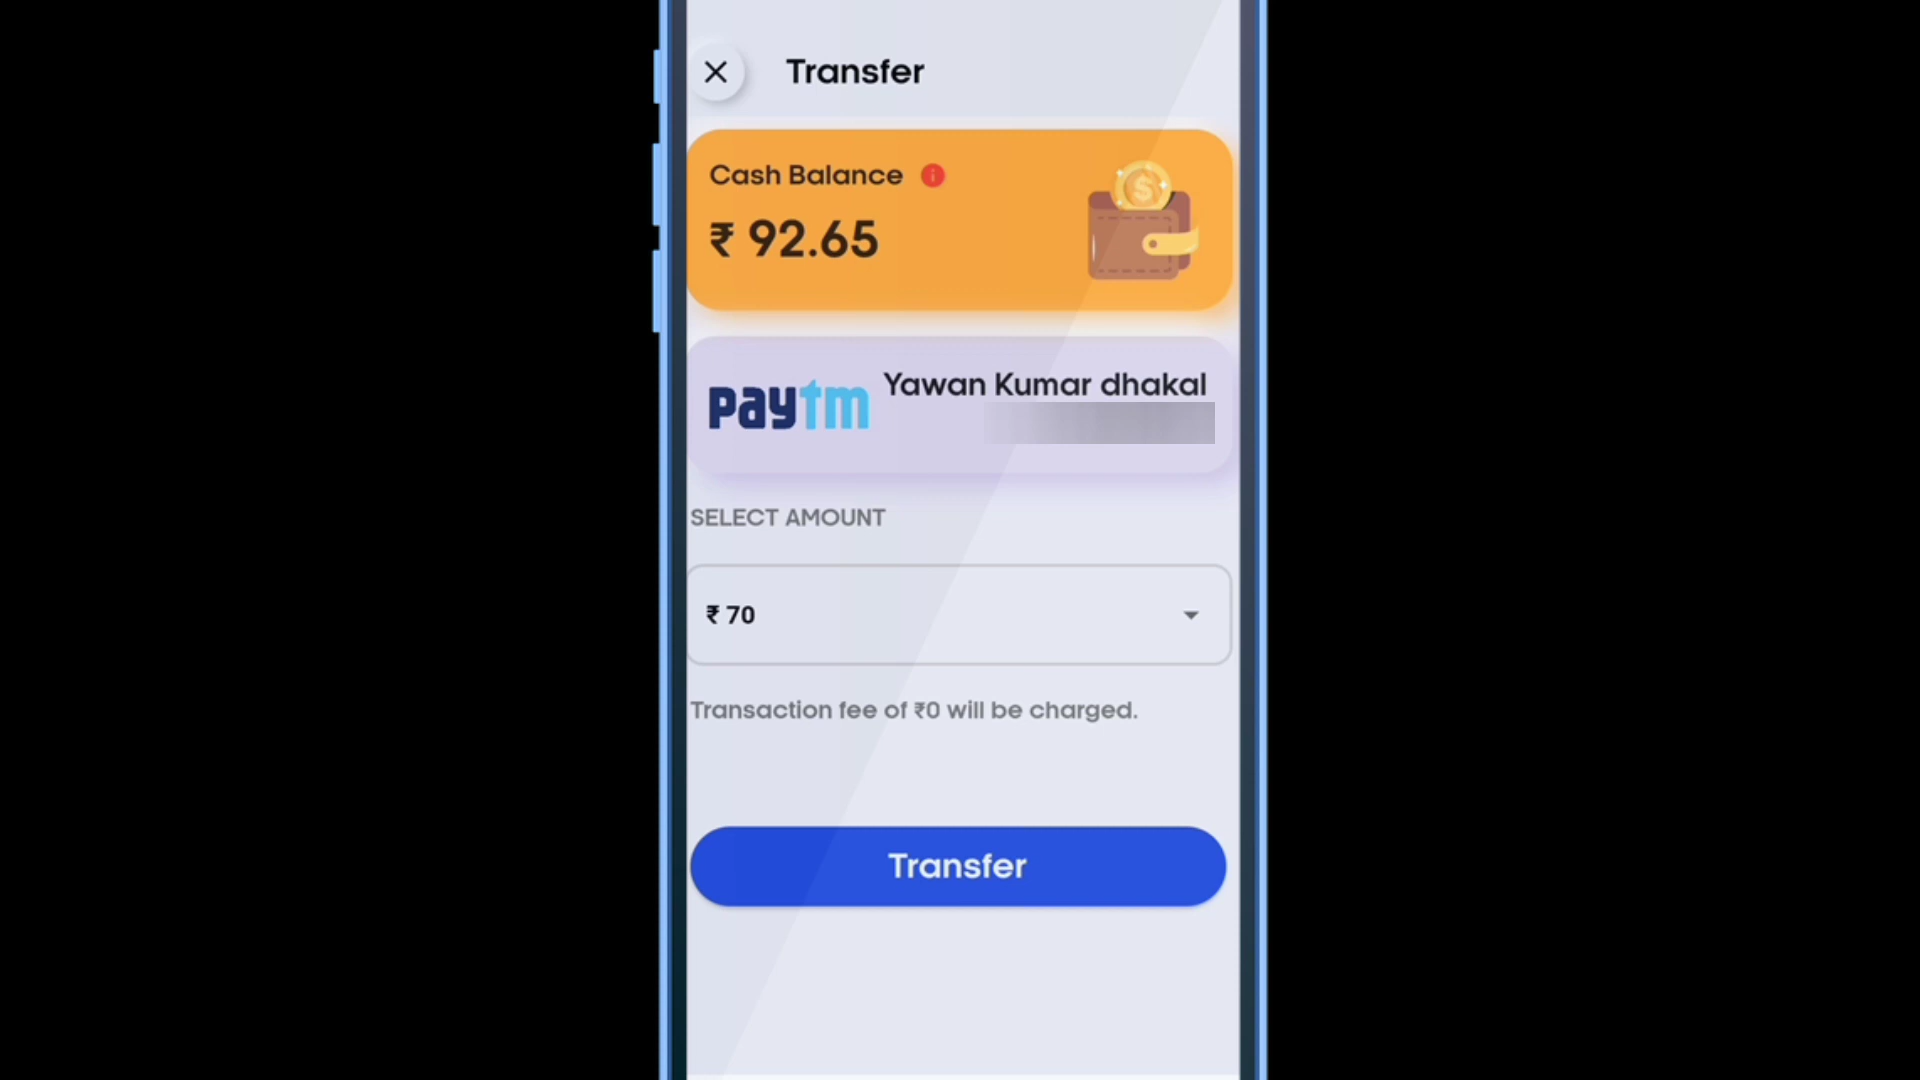 Transfer
Cash Balance
₹ 92.65
paytm
Yawan Kumar dhakal
SELECT AMOUNT
₹ 70
Transaction fee of ₹0 will be charged.
Transfer